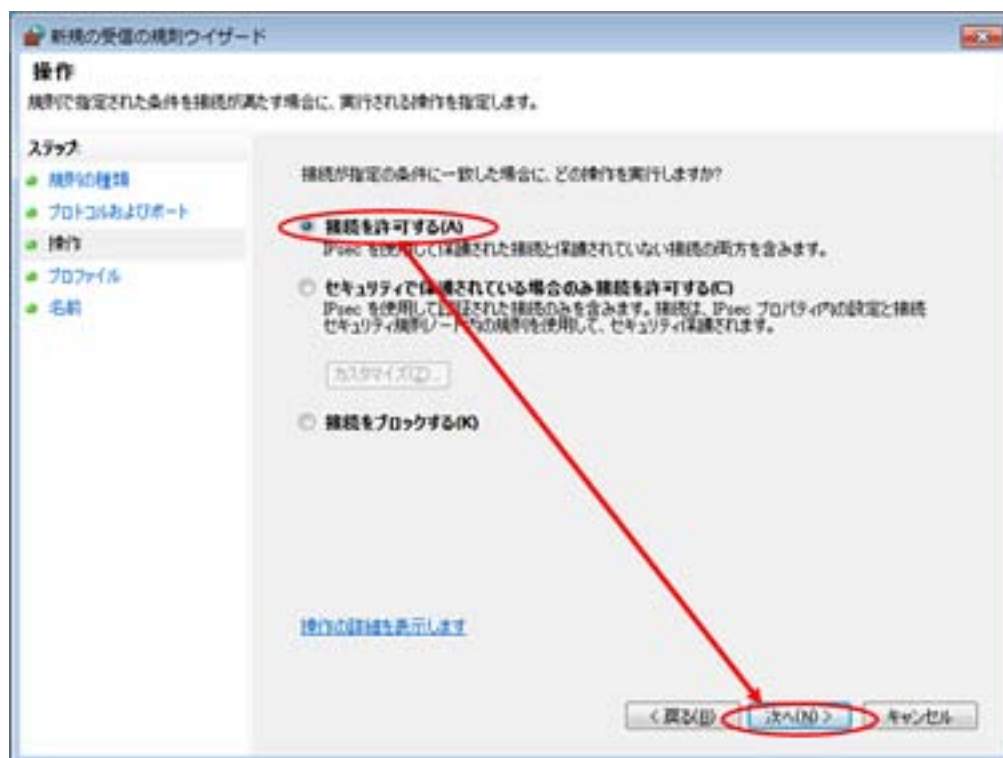 新規の受信の規則ウィザード
操作
規則で指定された条件を接続が満たす場合に、実行される操作を指定します。
ステップ:
規則の種類
プロトコルおよびポート
操作
プロファイル
名前
接続が指定の条件に一致した場合に、どの操作を実行しますか?
接続を許可する(A)
IPsec を使用して保護された接続と保護されていない接続の両方を含みます。
セキュリティで保護されている場合のみ接続を許可する(C)
IPsec を使用して認証された接続のみを含みます。接続は、IPsec プロパティ内の設定と接続
セキュリティ規則ノード内の規則を使用して、セキュリティ保護されます。
カスタマイズ(Z)...
接続をブロックする(K)
操作の詳細を表示します
< 戻る(B)
次へ(N) >
キャンセル